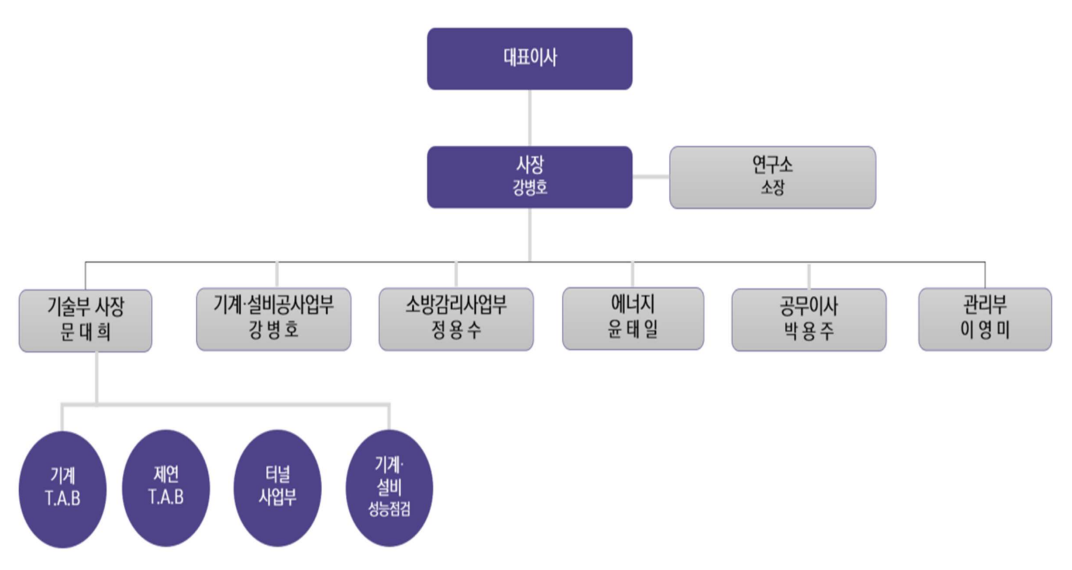 대표이사
사장
강병호
연구소
소장
기술부 사장
문 대 희
기계·설비공사업부
강 병 호
소방감리사업부
정 용 수
에너지
윤 태 일
공무이사
박 용 주
관리부
이 영 미
기계
T.A.B
제연
T.A.B
터널
사업부
기계·
설비
성능점검